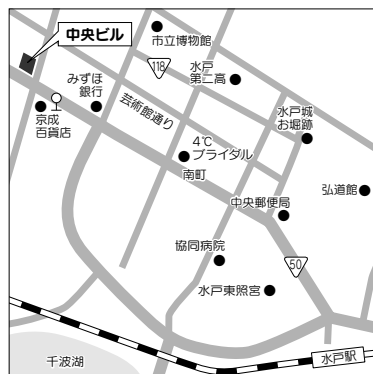 中央ビル
市立博物館
118
水戸
第二高
みずほ
銀行
芸術館通り
京成
百貨店
水戸城
お堀跡
4℃
ブライダル
南町
弘道館
中央郵便局
協同病院
50
水戸東照宮
千波湖
水戸駅